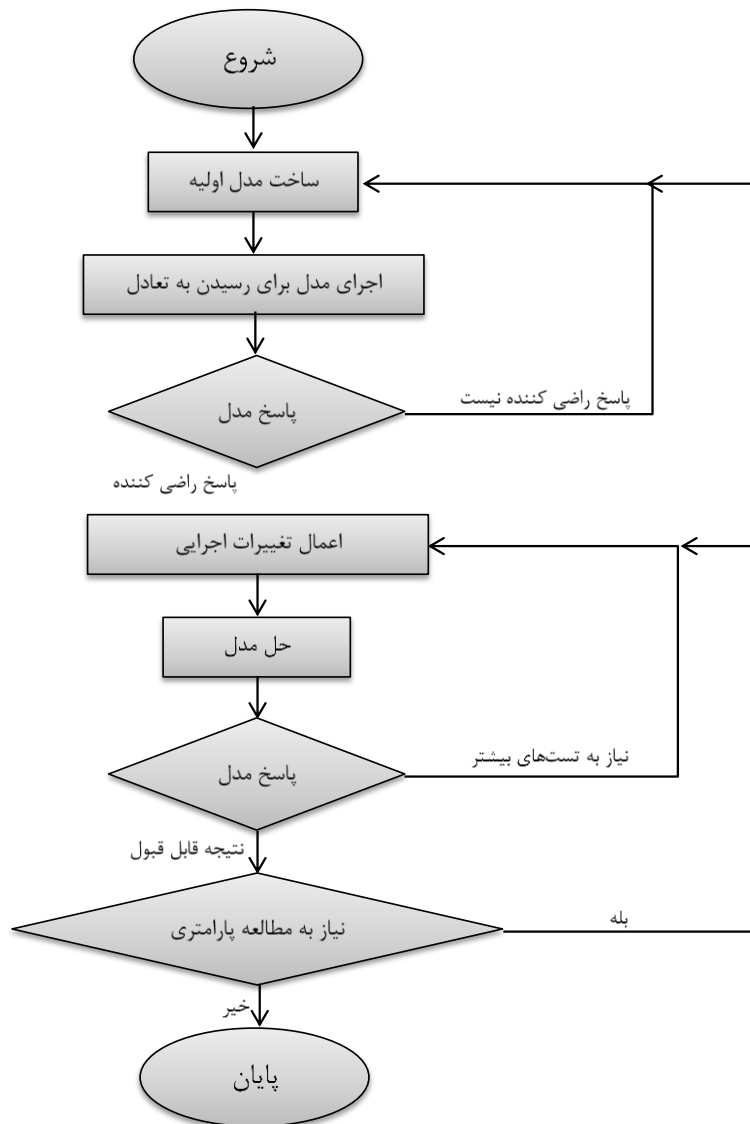 شروع
ساخت مدل اولیه
اجرای مدل برای رسیدن به تعادل
پاسخ مدل
پاسخ راضی کننده نیست
پاسخ راضی کننده
اعمال تغییرات اجرایی
حل مدل
پاسخ مدل
نیاز به تست‌های بیشتر
نتیجه قابل قبول
نیاز به مطالعه پارامتری
بله
خیر
پایان